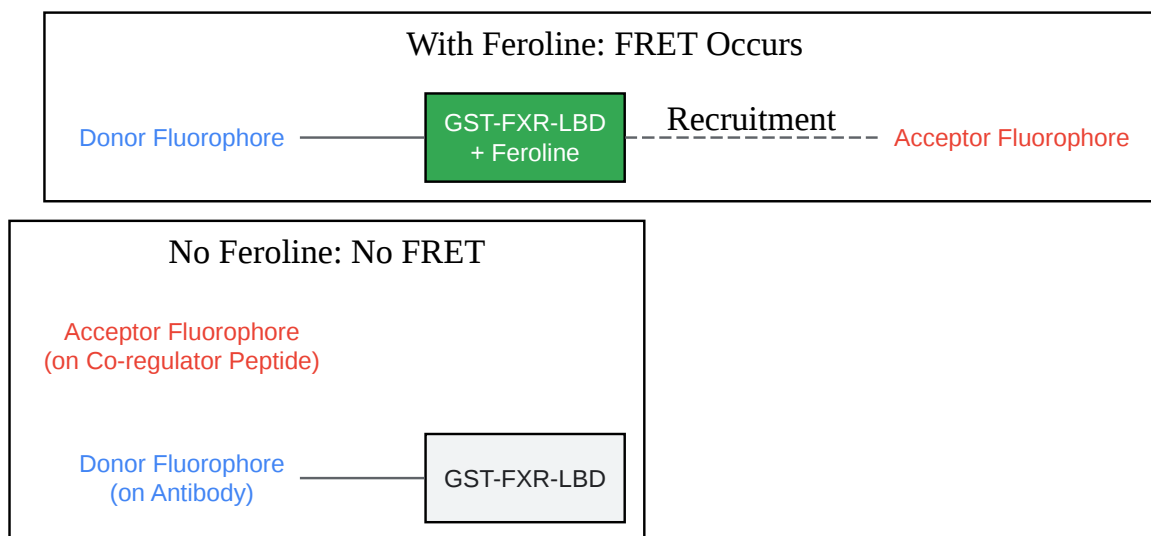 With Feroline: FRET Occurs
Donor Fluorophore
GST-FXR-LBD
+ Feroline
Recruitment
Acceptor Fluorophore
No Feroline: No FRET
Acceptor Fluorophore
(on Co-regulator Peptide)
Donor Fluorophore
(on Antibody)
GST-FXR-LBD